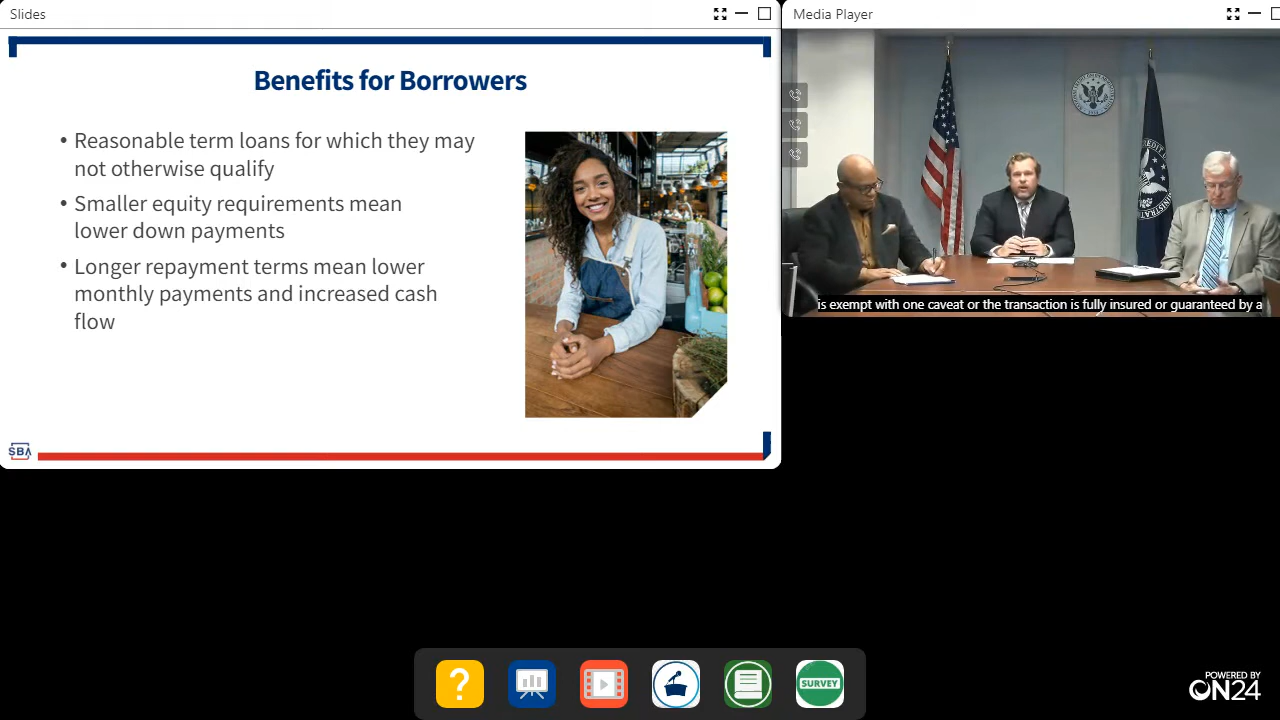 Slides
Media Player
Benefits for Borrowers
• Reasonable term loans for which they may
not otherwise qualify
• Smaller equity requirements mean
lower down payments
• Longer repayment terms mean lower
monthly payments and increased cash
flow
SBA
CREDIT
is exempt with one caveat or the transaction is fully insured or guaranteed by a
?
SURVEY
POWERED BY
ON24